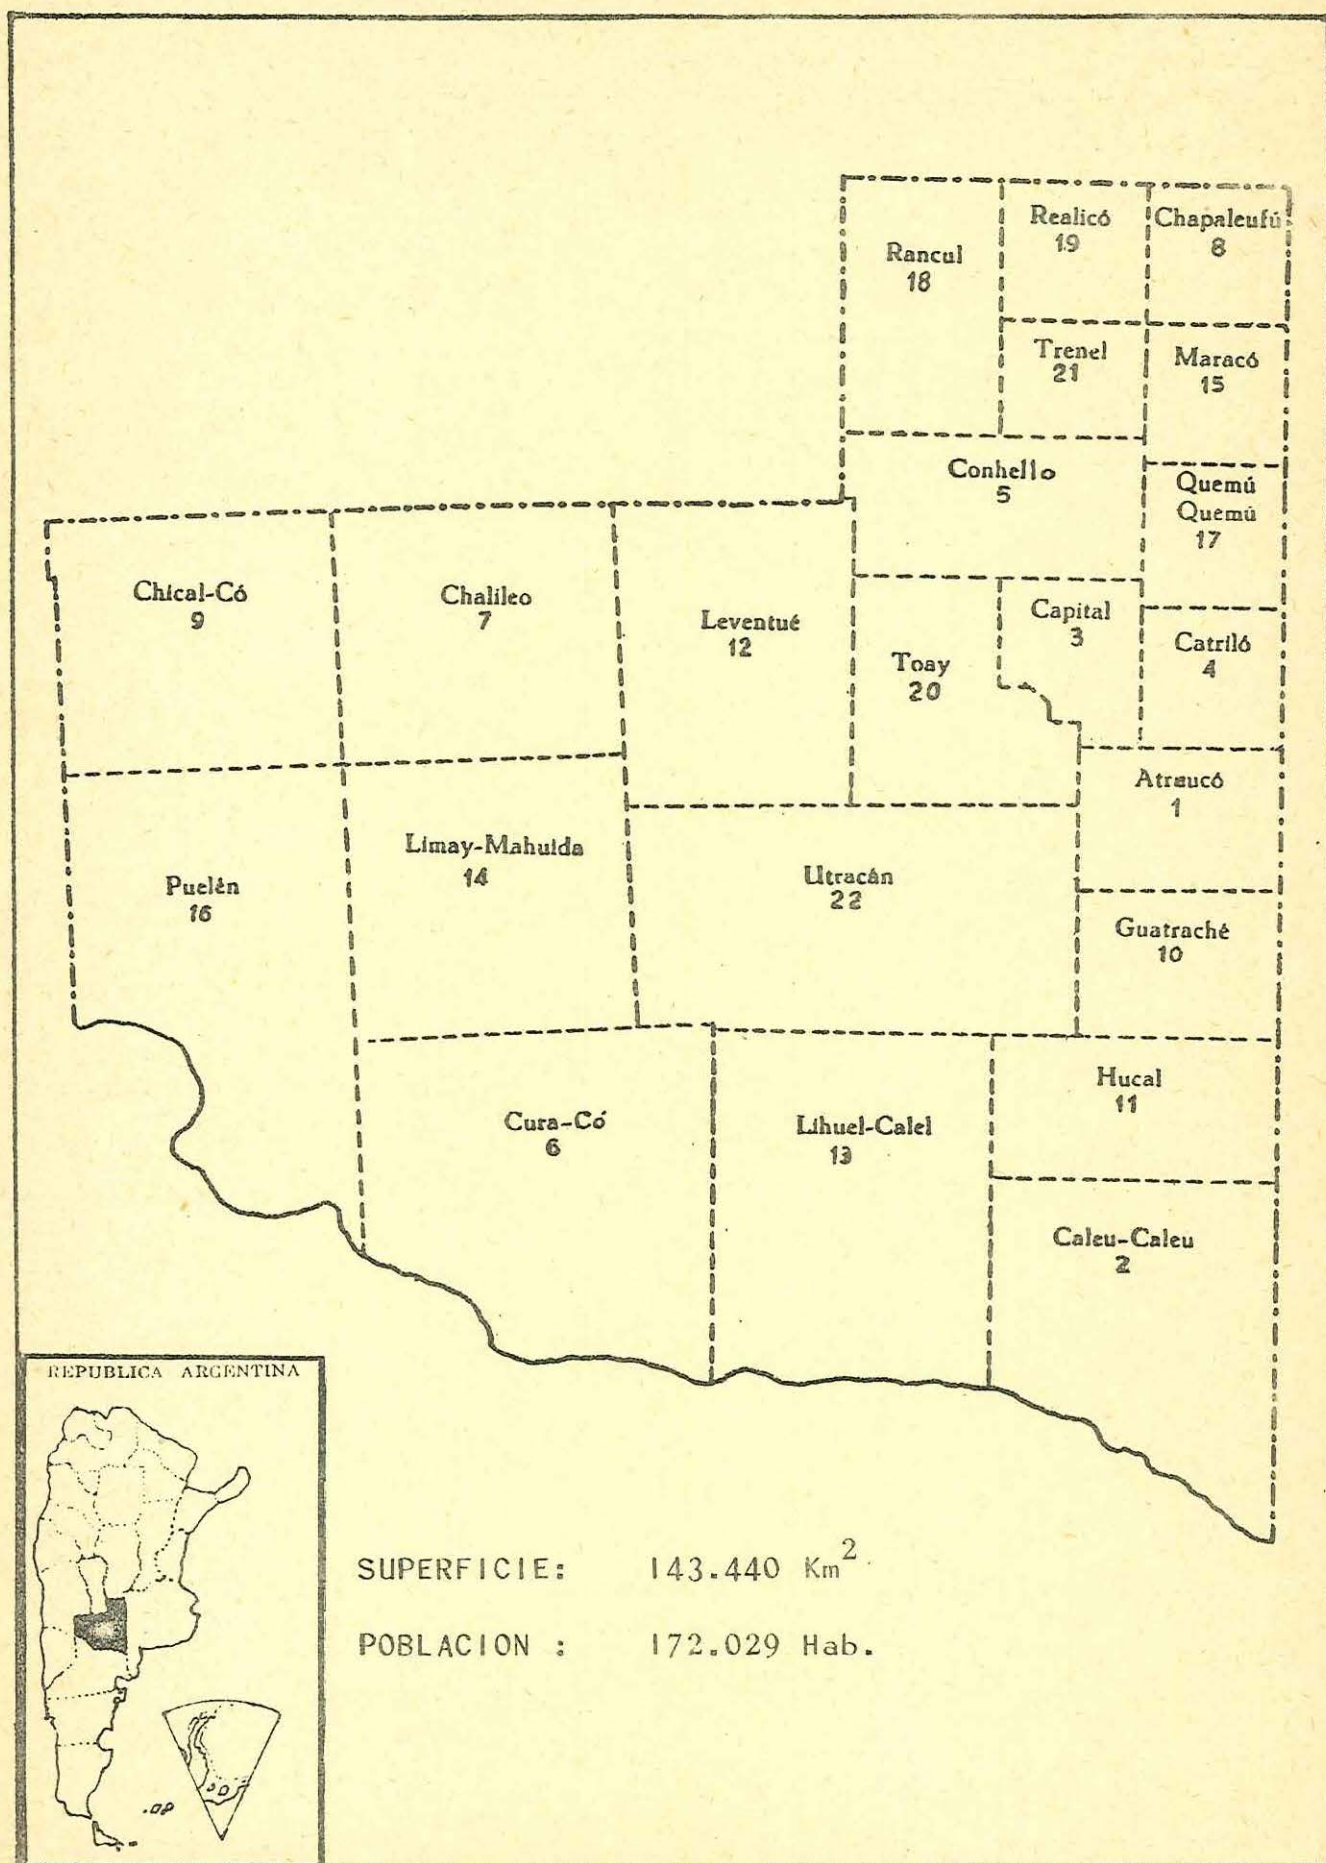 Rancul
18
Realicó
19
Chapaleufú
8
Trenel
21
Maracó
15
Conhello
5
Quemú
Quemú
17
Chical-Có
9
Chalileo
7
Leventué
12
Toay
20
Capital
3
Catriló
4
Atraucó
1
Puelén
16
Limay-Mahuida
14
Utracán
22
Guatraché
10
Cura-Có
6
Lihuel-Calel
13
Hucal
11
Caleu-Caleu
2
REPUBLICA ARGENTINA
SUPERFICIE: 143.440 Km²
POBLACION : 172.029 Hab.